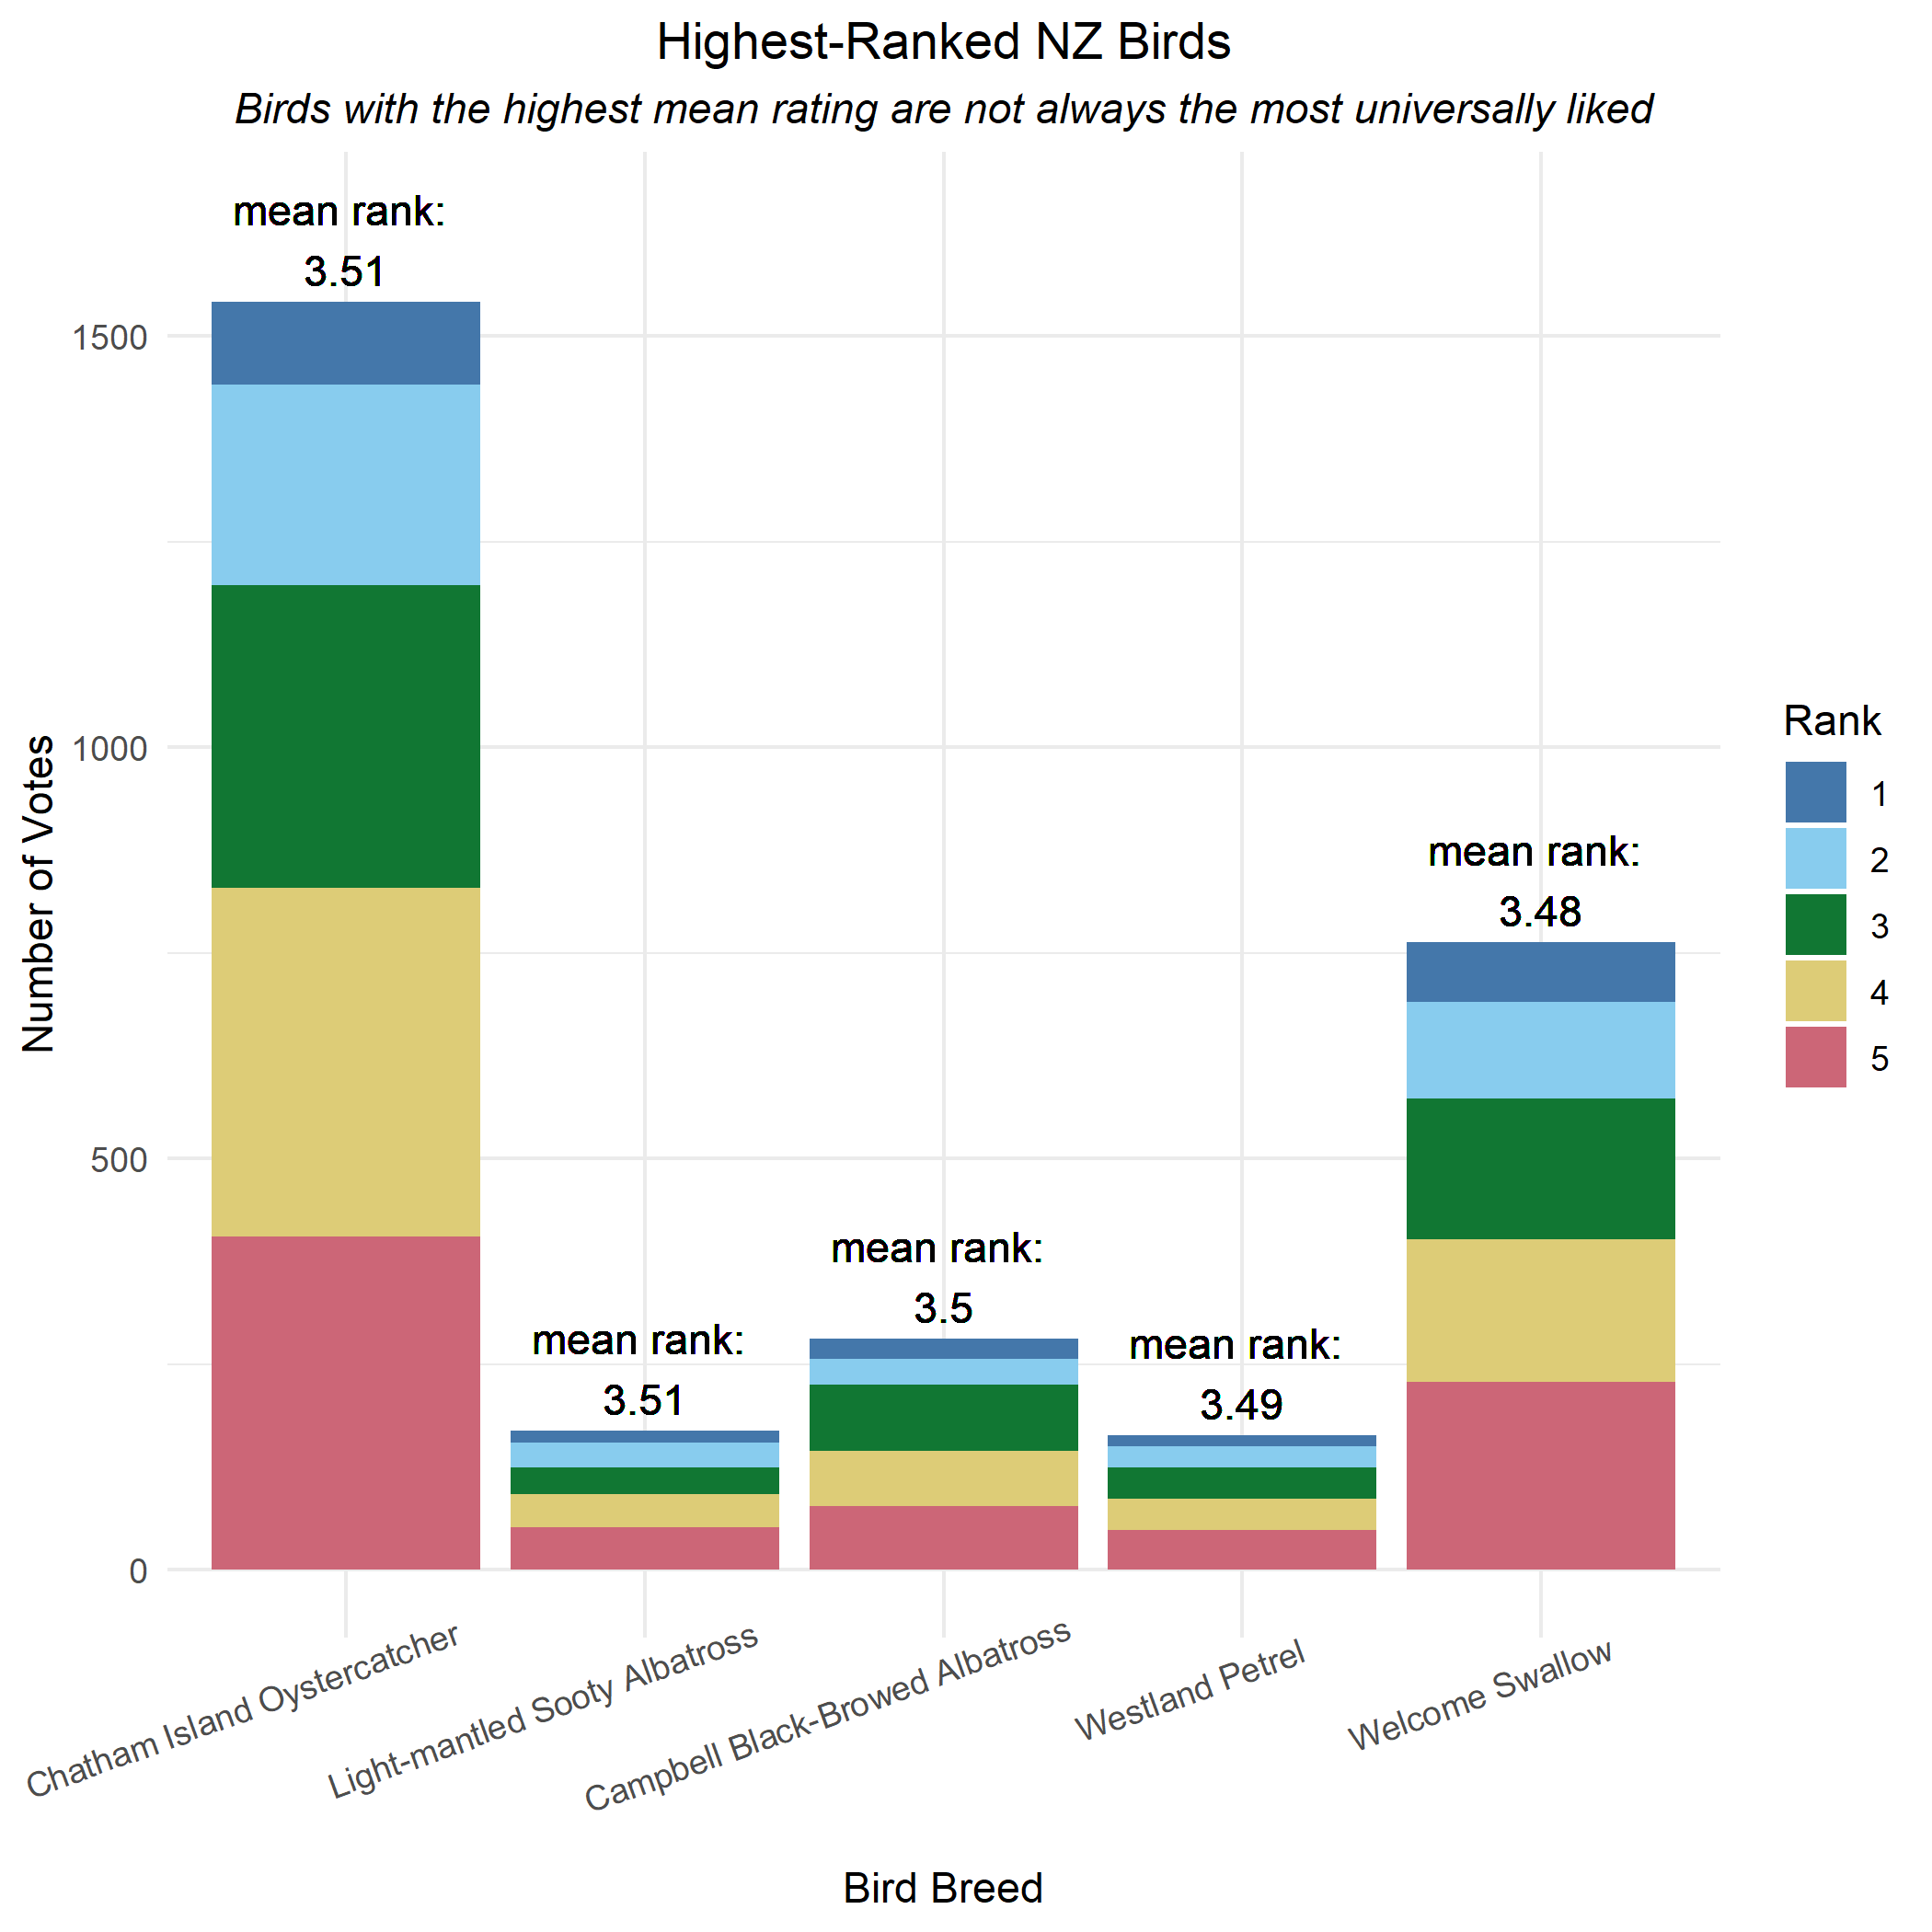 Highest-Ranked NZ Birds
Birds with the highest mean rating are not always the most universally liked
mean rank:
3.51
mean rank:
3.51
mean rank:
3.5
mean rank:
3.49
mean rank:
3.48
Number of Votes
1500
1000
500
0
Chatham Island Oystercatcher
Light-mantled Sooty Albatross
Campbell Black-Browed Albatross
Westland Petrel
Welcome Swallow
Bird Breed
Rank
1
2
3
4
5